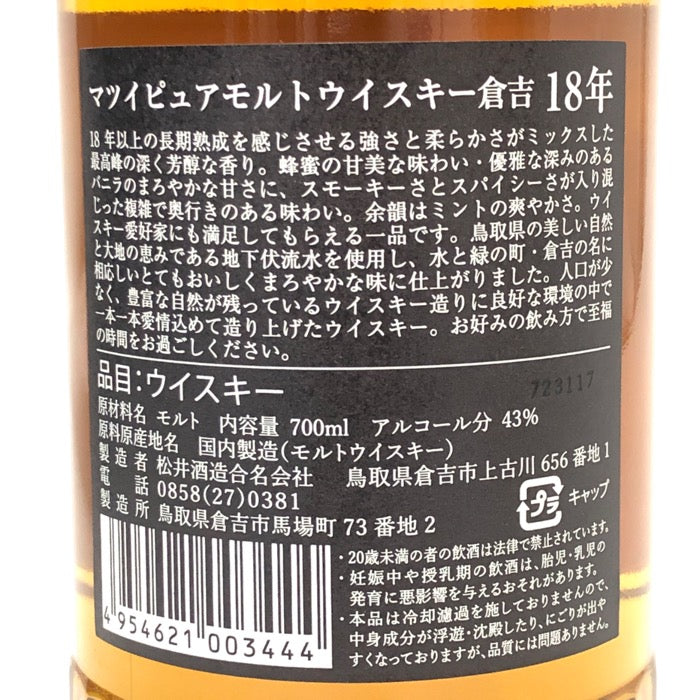 マツイピュアモルトウイスキー倉吉 18年
18 年以上の長期熟成を感じさせる強さと柔らかさがミックスした
最高峰の深く芳醇な香り。蜂蜜の甘美な味わい・優雅な深みのある
バニラのまろやかな甘さに、スモーキーさとスパイシーさが入り混
じった複雑で奥行きのある味わい。余韻はミントの爽やかさ。ウイ
スキー愛好家にも満足してもらえる一品です。鳥取県の美しい自然
と大地の恵みである地下伏流水を使用し、水と緑の町・倉吉の名に
相応しいとてもおいしくまろやかな味に仕上がりました。人口が少
なく、豊富な自然が残っているウイスキー造りに良好な環境の中で
一本一本愛情込めて造り上げたウイスキー。お好みの飲み方で至福
の時間をお過ごしください。
品目:ウイスキー
723117
原材料名 モルト 内容量 700ml アルコール分 43%
原料原産地名 国内製造(モルトウイスキー)
製造者 松井酒造合名会社 鳥取県倉吉市上古川 656 番地 1
電話 0858(27)0381
製造所 鳥取県倉吉市馬場町 73 番地 2
プラ キャップ
・20歳未満の者の飲酒は法律で禁止されています。
・妊娠中や授乳期の飲酒は、胎児・乳児の
発育に悪影響を与えるおそれがあります。
・本品は冷却濾過を施しておりませんので、
中身成分が浮遊・沈殿したり、にごりが出や
すくなっておりますが、品質には問題ありません。
4 954621 003444